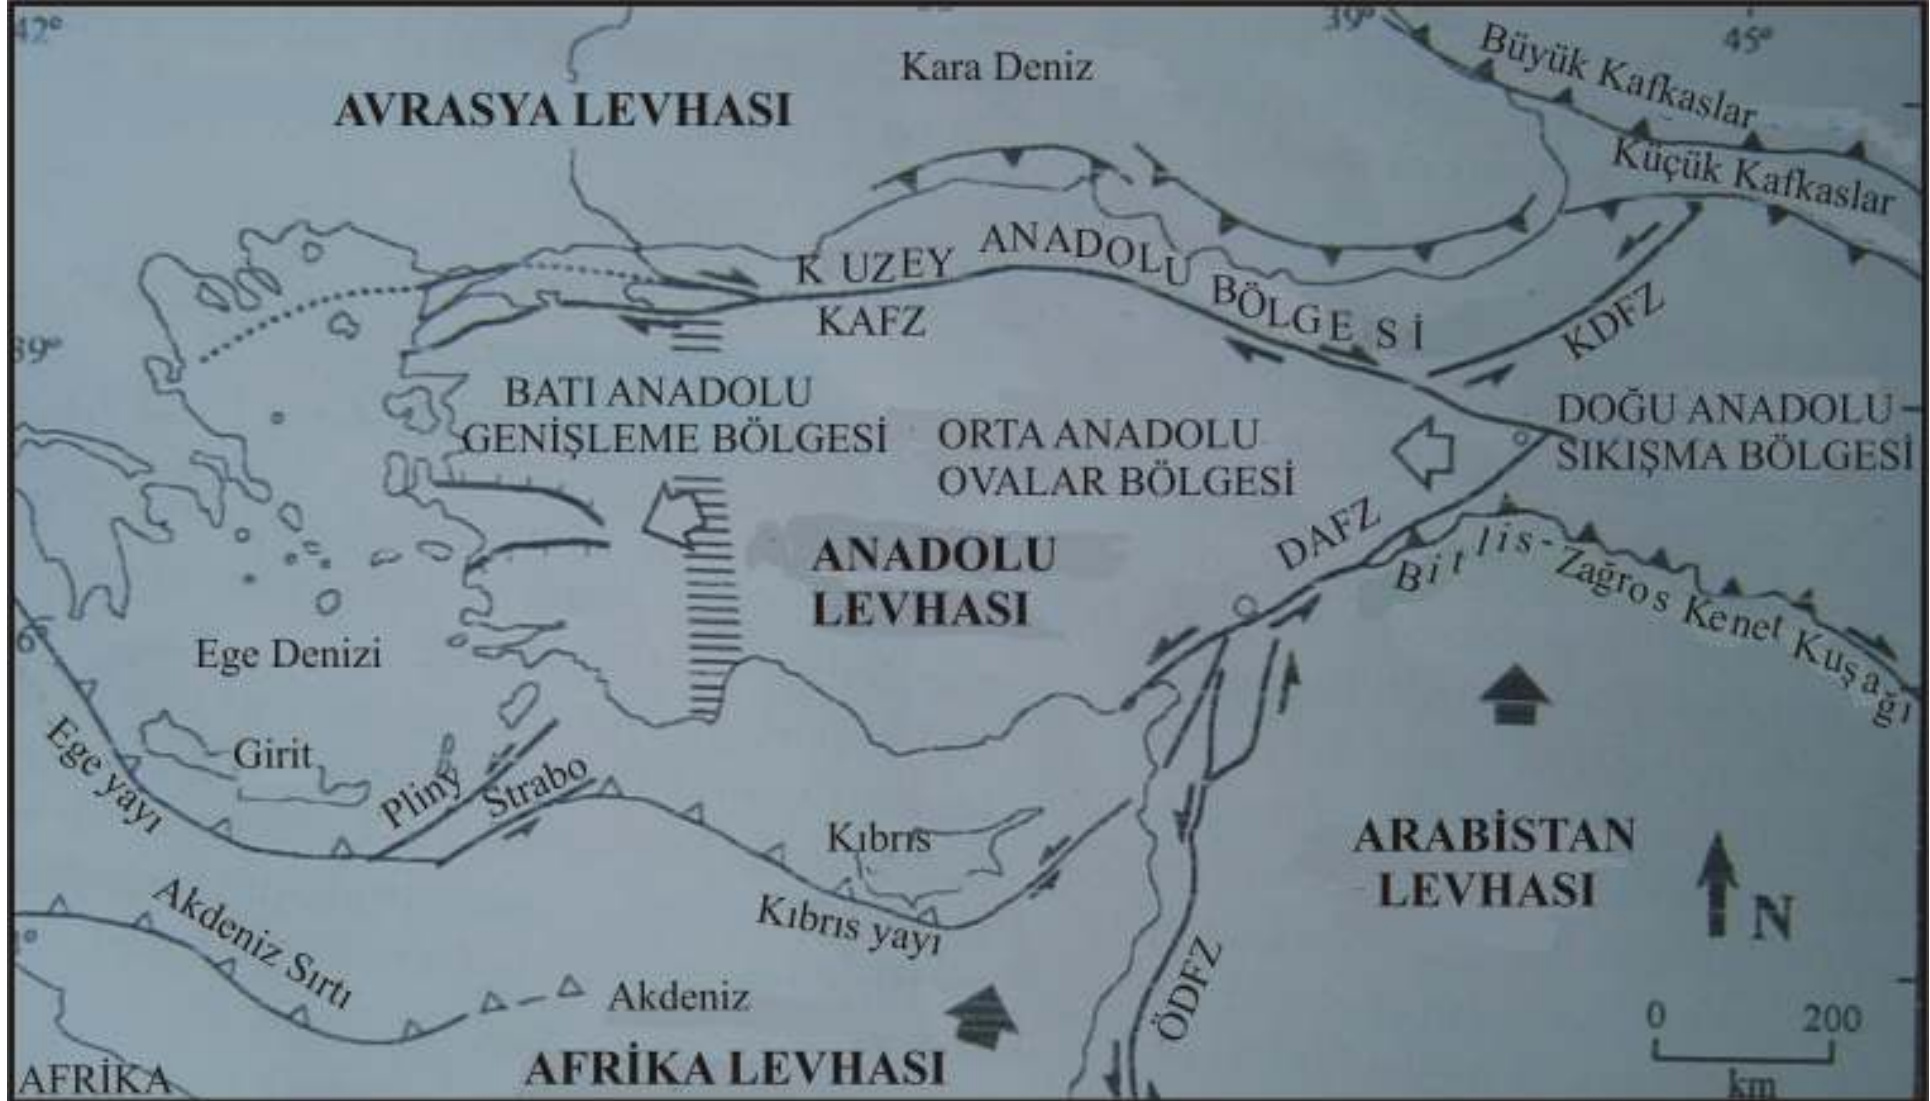 42°
39°
45°
Kara Deniz
Büyük Kafkaslar
AVRASYA LEVHASI
Küçük Kafkaslar
KUZEY ANADOLU BÖLGESİ
KAFZ
KDFZ
39°
BATI ANADOLU
GENİŞLEME BÖLGESİ
ORTA ANADOLU
OVALAR BÖLGESİ
DOĞU ANADOLU
SIKIŞMA BÖLGESİ
DAFZ
Bitlis-Zağros Kenet Kuşağı
ANADOLU
LEVHASI
6°
Ege Denizi
Girit
Ege yayı
Pliny
Strabo
Kıbrıs
Kıbrıs yayı
ARABİSTAN
LEVHASI
N
Akdeniz Sırtı
Akdeniz
ÖDFZ
0 200
km
AFRİKA LEVHASI
AFRİKA